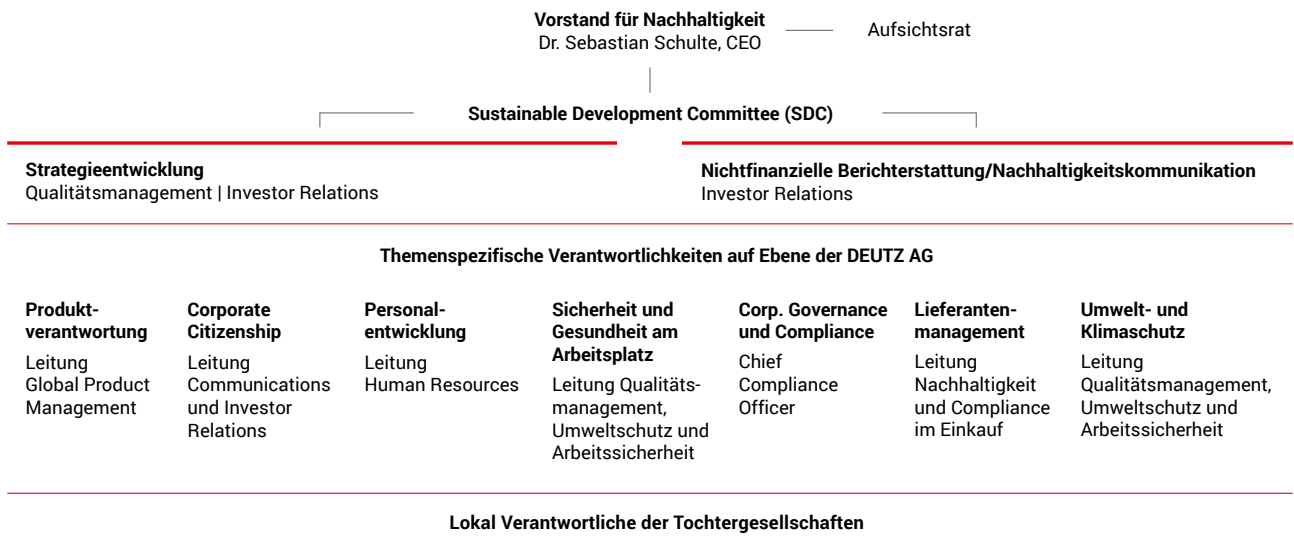 Vorstand für Nachhaltigkeit
Dr. Sebastian Schulte, CEO
Aufsichtsrat
Sustainable Development Committee (SDC)
Strategieentwicklung
Qualitätsmanagement | Investor Relations
Nichtfinanzielle Berichterstattung/Nachhaltigkeitskommunikation
Investor Relations
Themenspezifische Verantwortlichkeiten auf Ebene der DEUTZ AG
Produkt-
verantwortung
Leitung
Global Product
Management
Corporate
Citizenship
Leitung
Communications
und Investor
Relations
Personal-
entwicklung
Leitung
Human Resources
Sicherheit und
Gesundheit am
Arbeitsplatz
Leitung Qualitäts-
management,
Umweltschutz und
Arbeitssicherheit
Corp. Governance
und Compliance
Chief
Compliance
Officer
Lieferanten-
management
Leitung
Nachhaltigkeit
und Compliance
im Einkauf
Umwelt- und
Klimaschutz
Leitung
Qualitätsmanagement,
Umweltschutz und
Arbeitssicherheit
Lokal Verantwortliche der Tochtergesellschaften